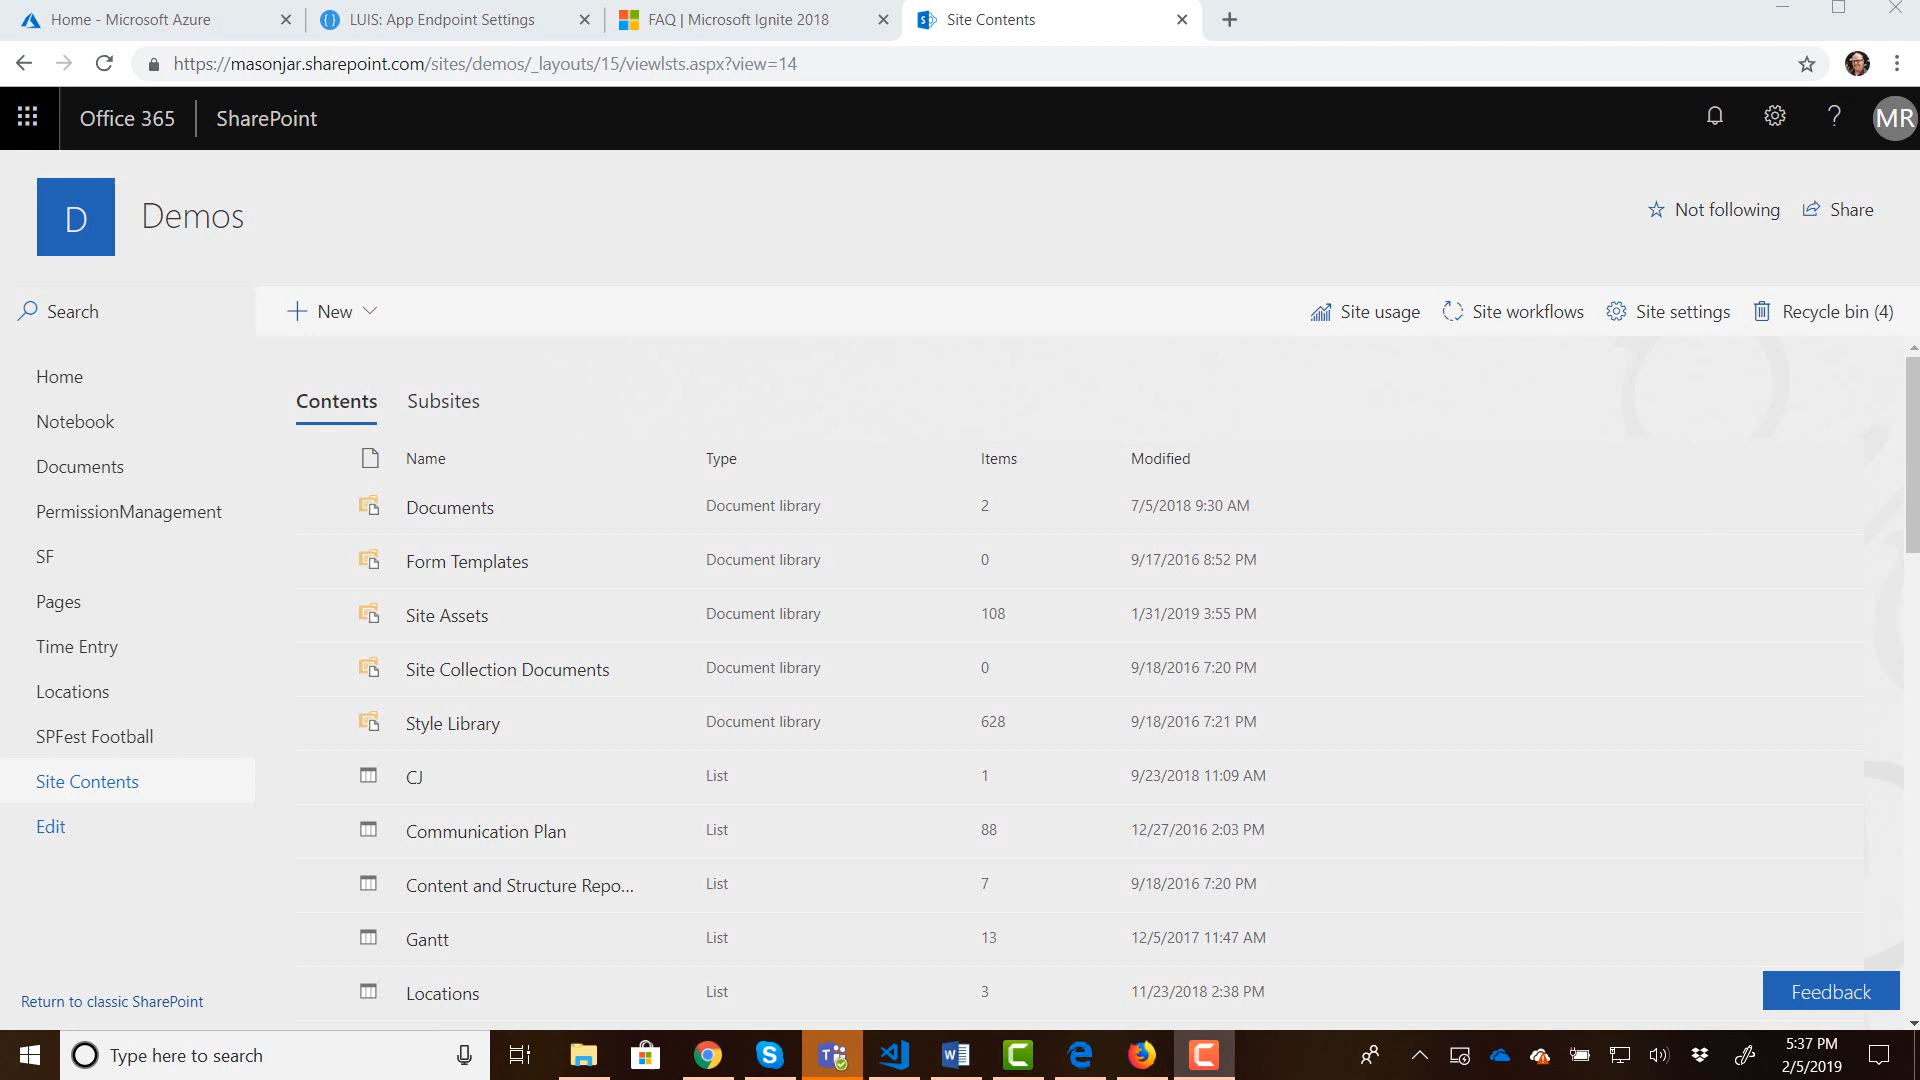 Home - Microsoft Azure
LUIS: App Endpoint Settings
FAQ | Microsoft Ignite 2018
Site Contents
https://masonjar.sharepoint.com/sites/demos/_layouts/15/viewlsts.aspx?view=14
Office 365
SharePoint
MR
D
Demos
Not following
Share
Search
New
Site usage
Site workflows
Site settings
Recycle bin (4)
Home
Notebook
Documents
PermissionManagement
SF
Pages
Time Entry
Locations
SPFest Football
Site Contents
Edit
Return to classic SharePoint
Contents Subsites
Name Type Items Modified
Documents Document library 2 7/5/2018 9:30 AM
Form Templates Document library 0 9/17/2016 8:52 PM
Site Assets Document library 108 1/31/2019 3:55 PM
Site Collection Documents Document library 0 9/18/2016 7:20 PM
Style Library Document library 628 9/18/2016 7:21 PM
CJ List 1 9/23/2018 11:09 AM
Communication Plan List 88 12/27/2016 2:03 PM
Content and Structure Repo... List 7 9/18/2016 7:20 PM
Gantt List 13 12/5/2017 11:47 AM
Locations List 3 11/23/2018 2:38 PM
Feedback
Type here to search
5:37 PM
2/5/2019